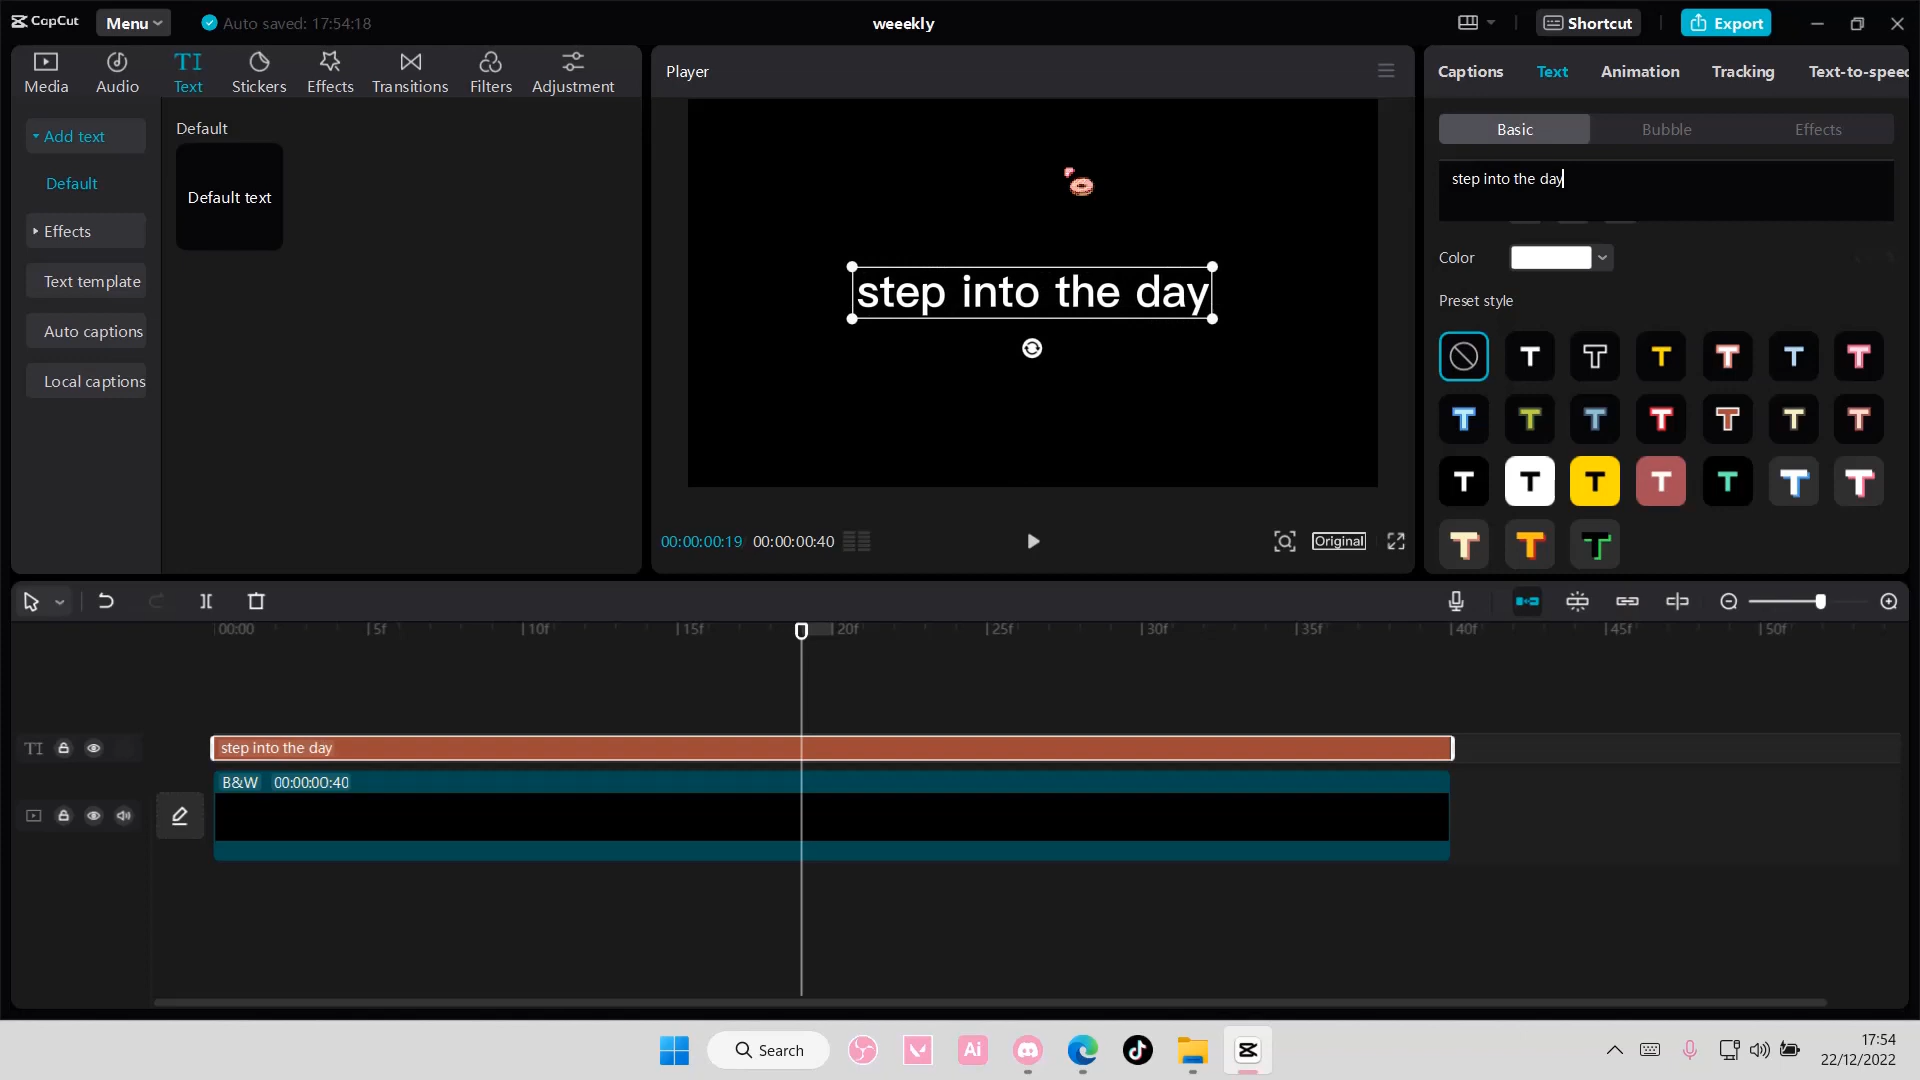 CapCut
Menu
Auto saved: 17:54:18
weeekly
Shortcut
Export
Media
Audio
TI
Text
Stickers
Effects
Transitions
Filters
Adjustment
Add text
Default
Effects
Text template
Auto captions
Local captions
Default
Default text
Player
step into the day
00:00:00:19
00:00:00:40
Original
Captions
Text
Animation
Tracking
Text-to-speec
Basic
Bubble
Effects
step into the day
Color
Preset style
T T T T T T
T T T T T T T
T T T T T T T
T T T
00:00
5f
10f
15f
20f
25f
30f
35f
40f
45f
50f
TI
step into the day
B&W 00:00:00:40
Search
Ai
17:54
22/12/2022